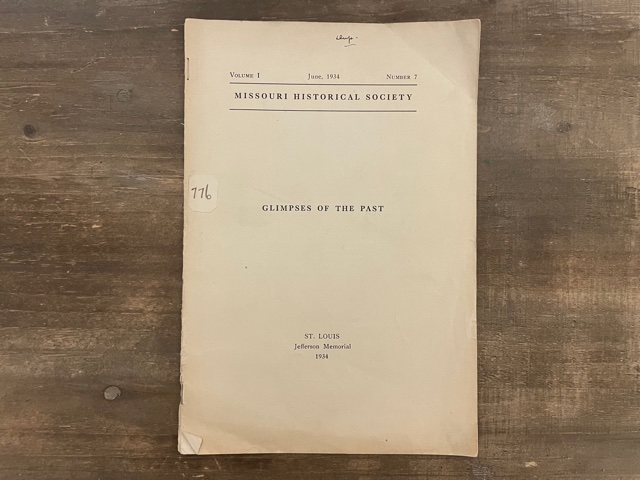 Volume I June, 1934 Number 7
MISSOURI HISTORICAL SOCIETY
776
GLIMPSES OF THE PAST
ST. LOUIS
Jefferson Memorial
1934